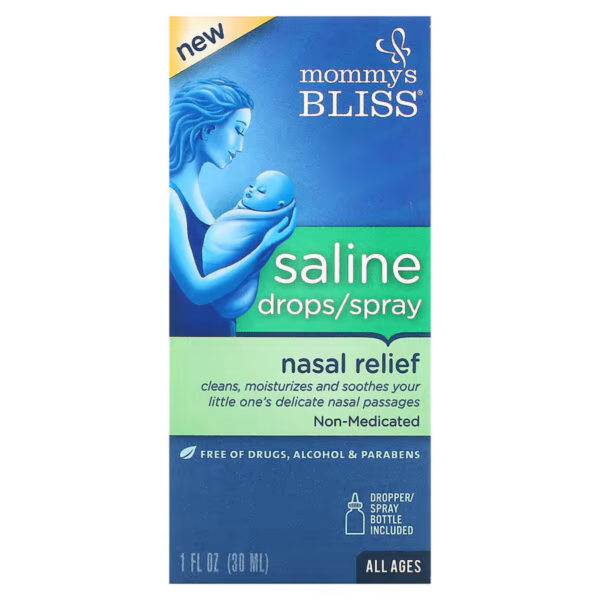 new
mommy's
BLISS®
saline
drops/spray
nasal relief
cleans, moisturizes and soothes your
little one's delicate nasal passages
Non-Medicated
FREE OF DRUGS, ALCOHOL & PARABENS
DROPPER/
SPRAY
BOTTLE
INCLUDED
1 FL OZ (30 ML)
ALL AGES